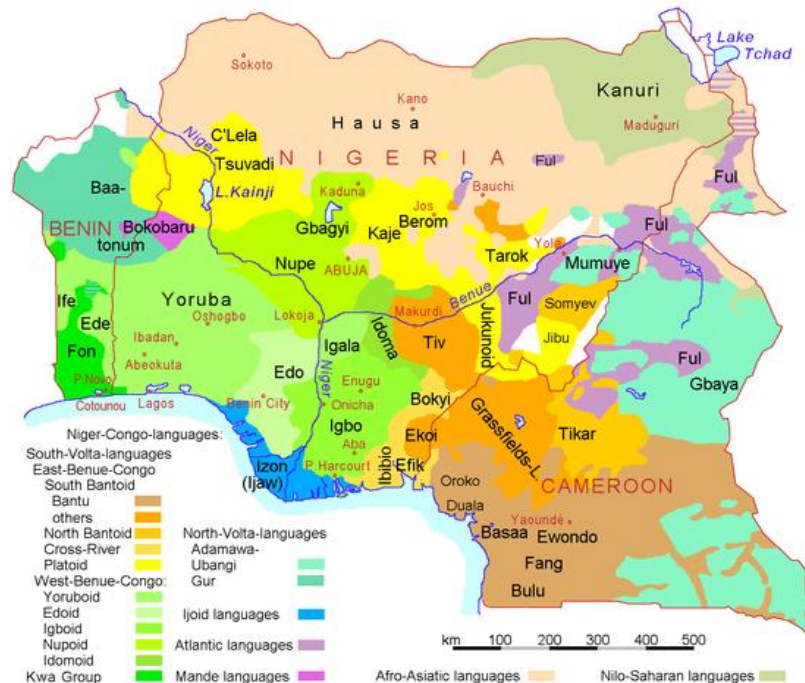 Lake
Tchad
Sokoto
Kanuri
Kano
Hausa
Maduguri
Niger
C'Lela
Tsuvadi
NIGERIA
Ful
Ful
L.Kainji
Kaduna
Bauchi
Baa-
Jos
BENIN
Bokobaru
Gbagyi
Kaje
Berom
Ful
tonum
Yola
Nupe
ABUJA
Tarok
Mumuye
Benue
Ife
Yoruba
Ful
Somyev
Ede
Oshogbo
Lokoja
Makurdi
Jukunoid
Idoma
Tiv
Jibu
Ibadan
Igala
Fon
Abeokuta
Edo
Niger
Ful
Gbaya
P.Novo
Enugu
Bokyi
Cotounou
Lagos
Benin City
Onicha
Grassfields-L.
Igbo
Ekoi
Tikar
Aba
Izon
(Ijaw)
P.Harcourt
Ibibio
Efik
Oroko
CAMEROON
Duala
Yaoundé
Basaa
Ewondo
Fang
Bulu
Niger-Congo-languages:
South-Volta-languages
East-Benue-Congo
South Bantoid
Bantu
others
North Bantoid
Cross-River
Platoid
West-Benue-Congo:
Yoruboid
Edoid
Igboid
Nupoid
Idomoid
Kwa Group
North-Volta-languages
Adamawa-
Ubangi
Gur
Ijoid languages
Atlantic languages
Mande languages
km 100 200 300 400 500
Afro-Asiatic languages
Nilo-Saharan languages